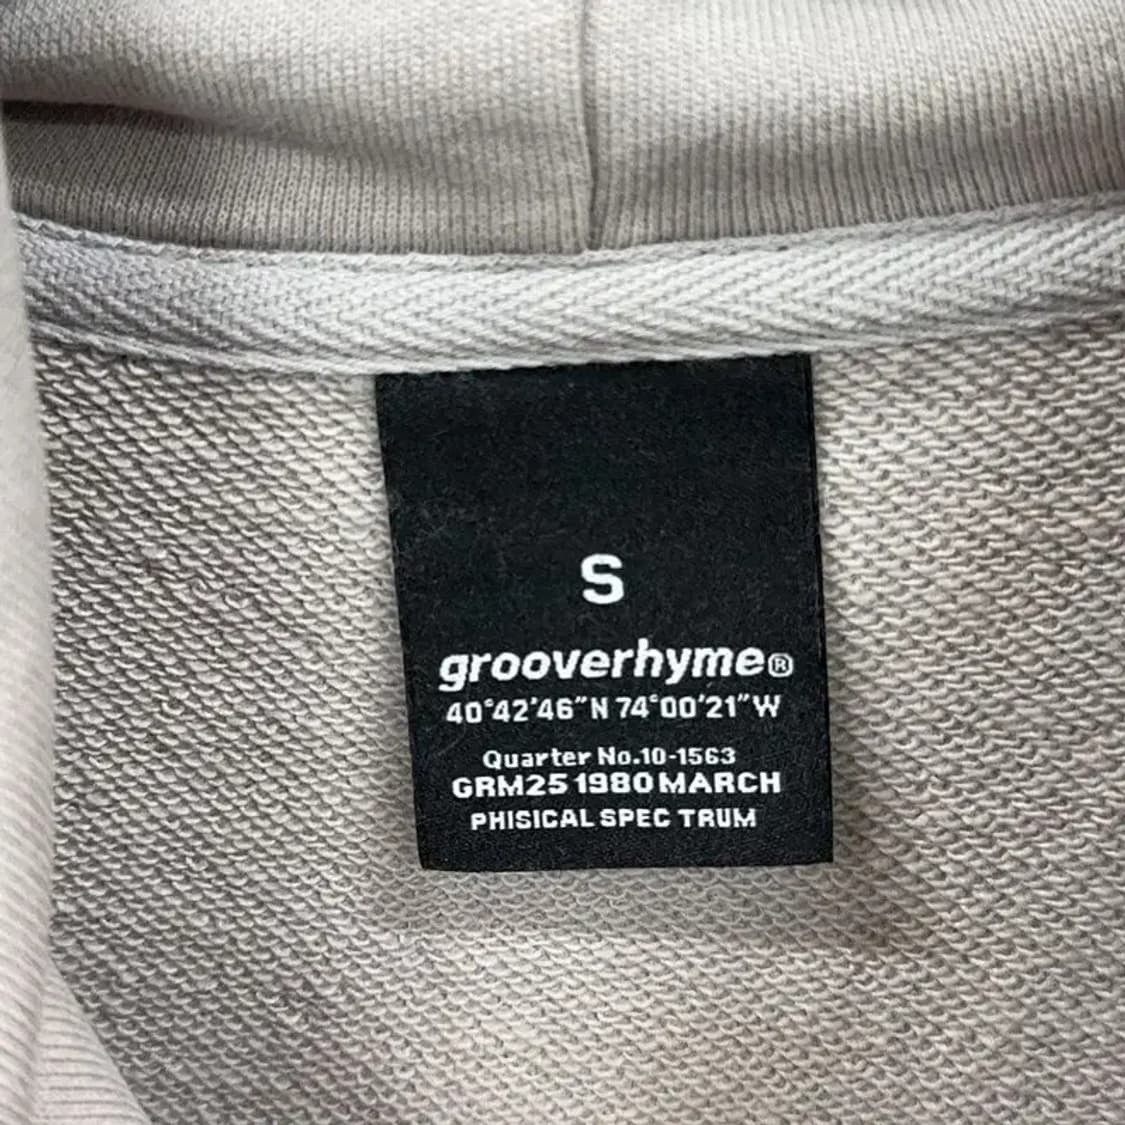 S
grooverhyme®
40°42'46"N 74°00'21"W
Quarter No.10-1563
GRM25 1980 MARCH
PHISICAL SPEC TRUM